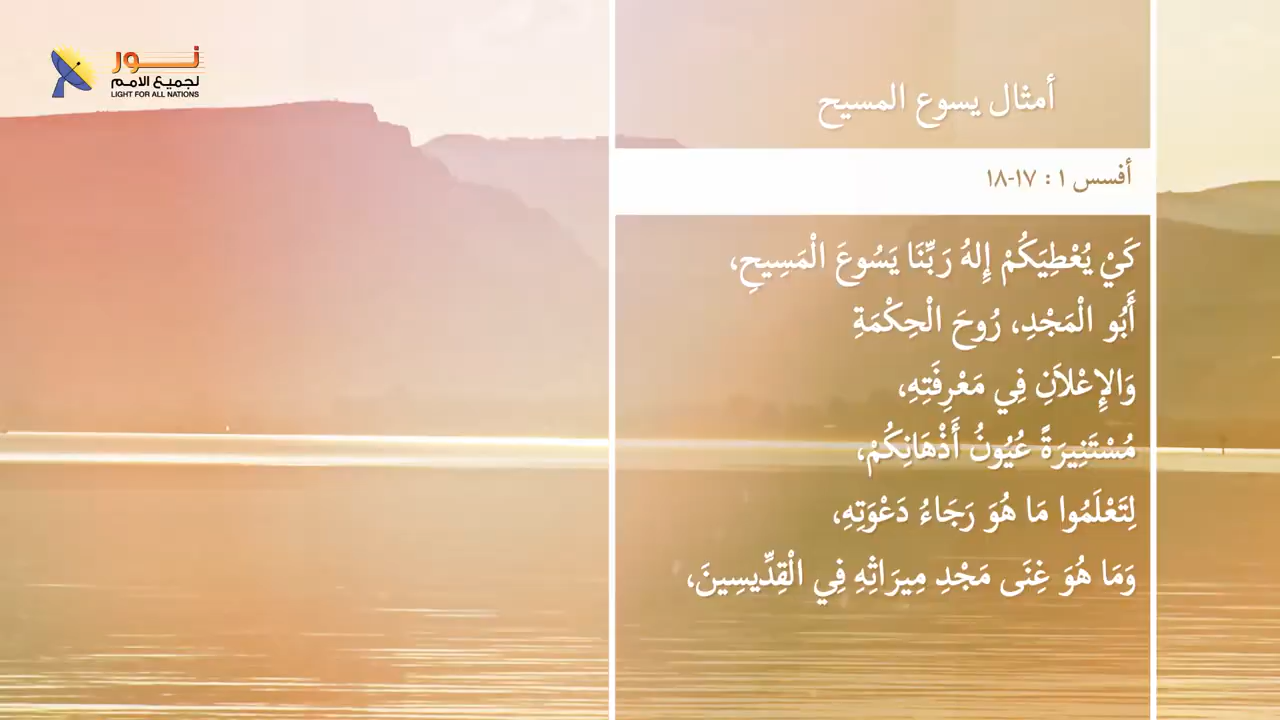 نور
لجميع الامم
LIGHT FOR ALL NATIONS
أمثال يسوع المسيح
أفسس ١ : ١٧-١٨
كَيْ يُعْطِيَكُمْ إِلهُ رَبِّنَا يَسُوعَ الْمَسِيحِ،
أَبُو الْمَجْدِ، رُوحَ الْحِكْمَةِ
وَالإِعْلاَنِ فِي مَعْرِفَتِهِ،
مُسْتَنِيرَةً عُيُونُ أَذْهَانِكُمْ،
لِتَعْلَمُوا مَا هُوَ رَجَاءُ دَعْوَتِهِ،
وَمَا هُوَ غِنَى مَجْدِ مِيرَاثِهِ فِي الْقِدِّيسِينَ،